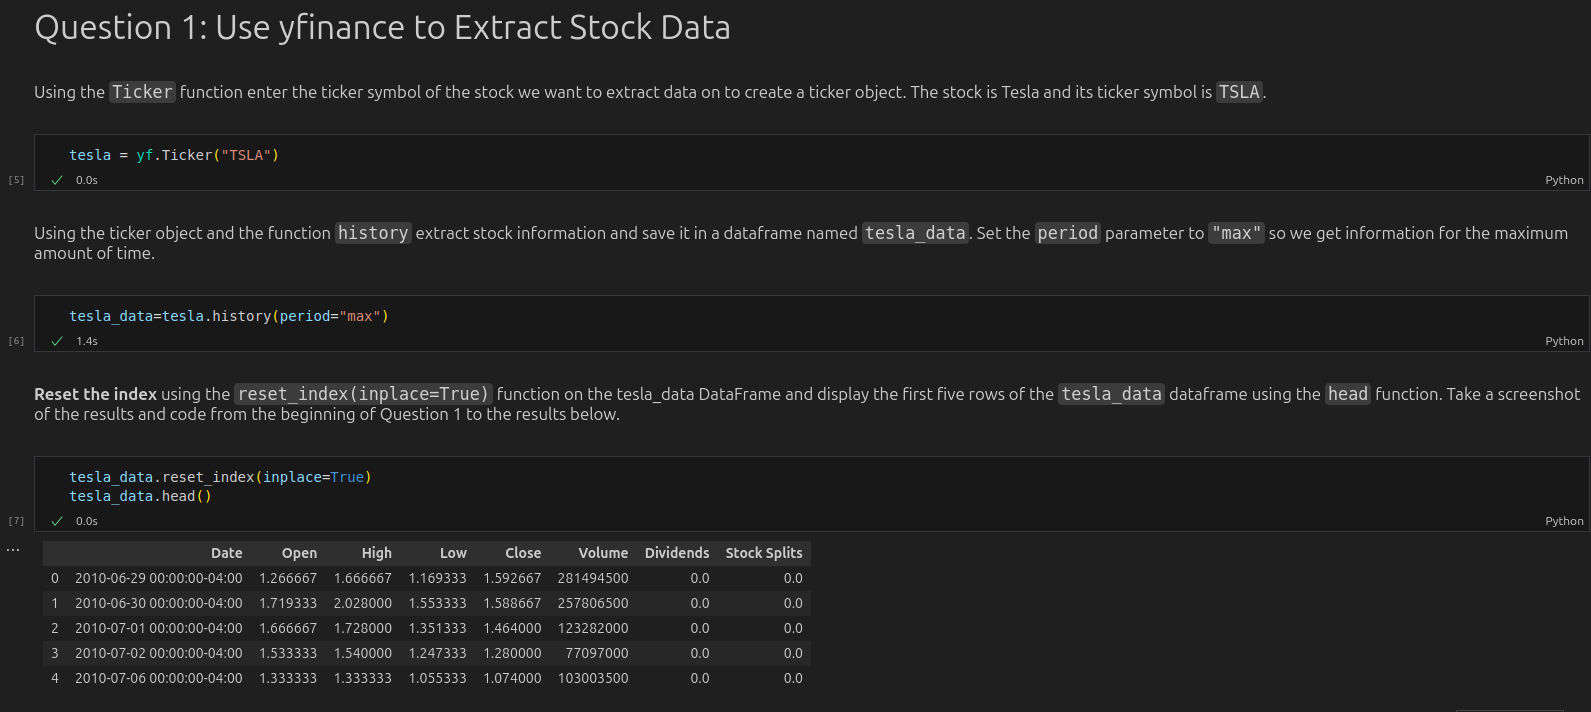 Question 1: Use yfinance to Extract Stock Data
Using the Ticker function enter the ticker symbol of the stock we want to extract data on to create a ticker object. The stock is Tesla and its ticker symbol is TSLA.
tesla = yf.Ticker("TSLA")
[5] ✓ 0.0s Python
Using the ticker object and the function history extract stock information and save it in a dataframe named tesla_data. Set the period parameter to "max" so we get information for the maximum
amount of time.
tesla_data=tesla.history(period="max")
[6] ✓ 1.4s Python
Reset the index using the reset_index(inplace=True) function on the tesla_data DataFrame and display the first five rows of the tesla_data dataframe using the head function. Take a screenshot
of the results and code from the beginning of Question 1 to the results below.
tesla_data.reset_index(inplace=True)
tesla_data.head()
[7] ✓ 0.0s Python
... Date Open High Low Close Volume Dividends Stock Splits
0 2010-06-29 00:00:00-04:00 1.266667 1.666667 1.169333 1.592667 281494500 0.0 0.0
1 2010-06-30 00:00:00-04:00 1.719333 2.028000 1.553333 1.588667 257806500 0.0 0.0
2 2010-07-01 00:00:00-04:00 1.666667 1.728000 1.351333 1.464000 123282000 0.0 0.0
3 2010-07-02 00:00:00-04:00 1.533333 1.540000 1.247333 1.280000 77097000 0.0 0.0
4 2010-07-06 00:00:00-04:00 1.333333 1.333333 1.055333 1.074000 103003500 0.0 0.0